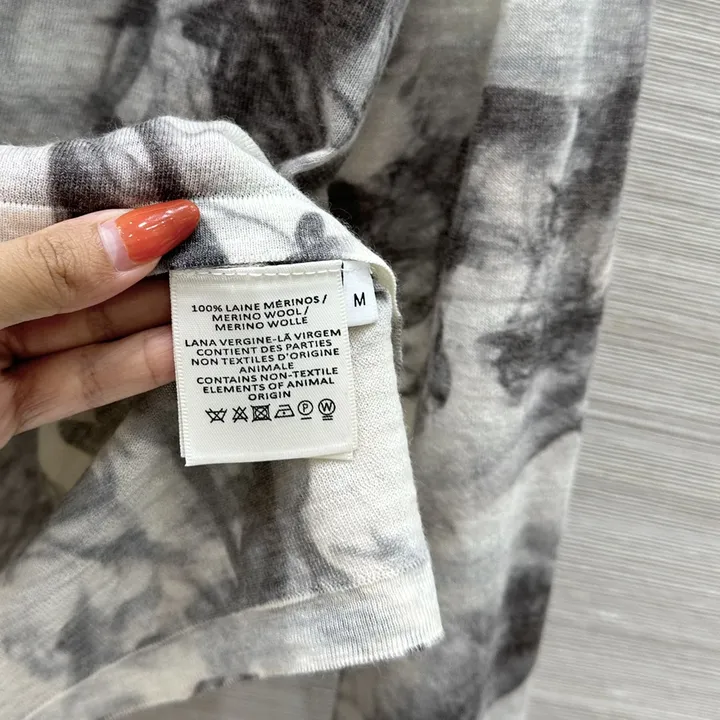 100% LAINE MÉRINOS /
MERINO WOOL /
MERINO WOLLE
LANA VERGINE-LÃ VIRGEM
CONTIENT DES PARTIES
NON TEXTILES D'ORIGINE
ANIMALE
CONTAINS NON-TEXTILE
ELEMENTS OF ANIMAL
ORIGIN
P W
M